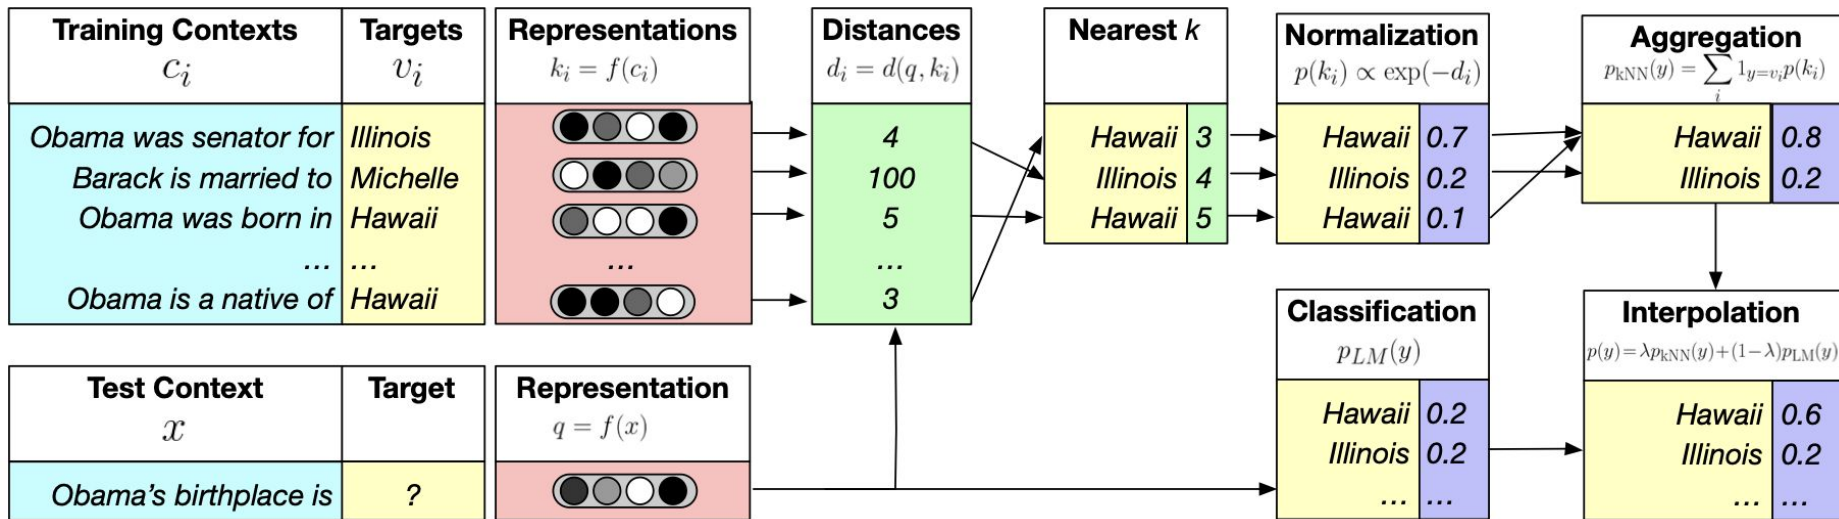 Training Contexts Targets Representations Distances Nearest k Normalization Aggregation
c_i v_i k_i = f(c_i) d_i = d(q, k_i) p(k_i) ∝ exp(−d_i) p_kNN(y) = ∑_i 1_{y=v_i} p(k_i)
Obama was senator for Illinois 4 Hawaii 3 Hawaii 0.7 Hawaii 0.8
Barack is married to Michelle 100 Illinois 4 Illinois 0.2 Illinois 0.2
Obama was born in Hawaii 5 Hawaii 5 Hawaii 0.1
... ... ... ...
Obama is a native of Hawaii 3
Classification Interpolation
p_LM(y) p(y) = λp_kNN(y) + (1−λ)p_LM(y)
Test Context Target Representation
x q = f(x)
Hawaii 0.2 Hawaii 0.6
Illinois 0.2 Illinois 0.2
Obama's birthplace is ? ... ... ... ...